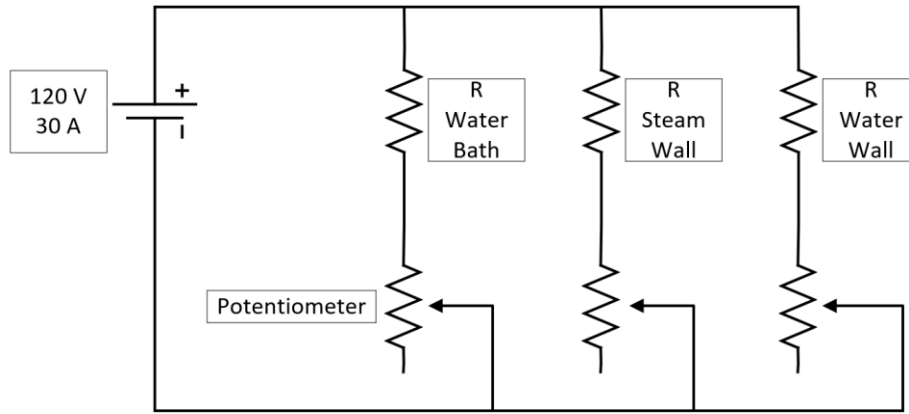 120 V
30 A
+
R
Water
Bath
R
Steam
Wall
R
Water
Wall
Potentiometer